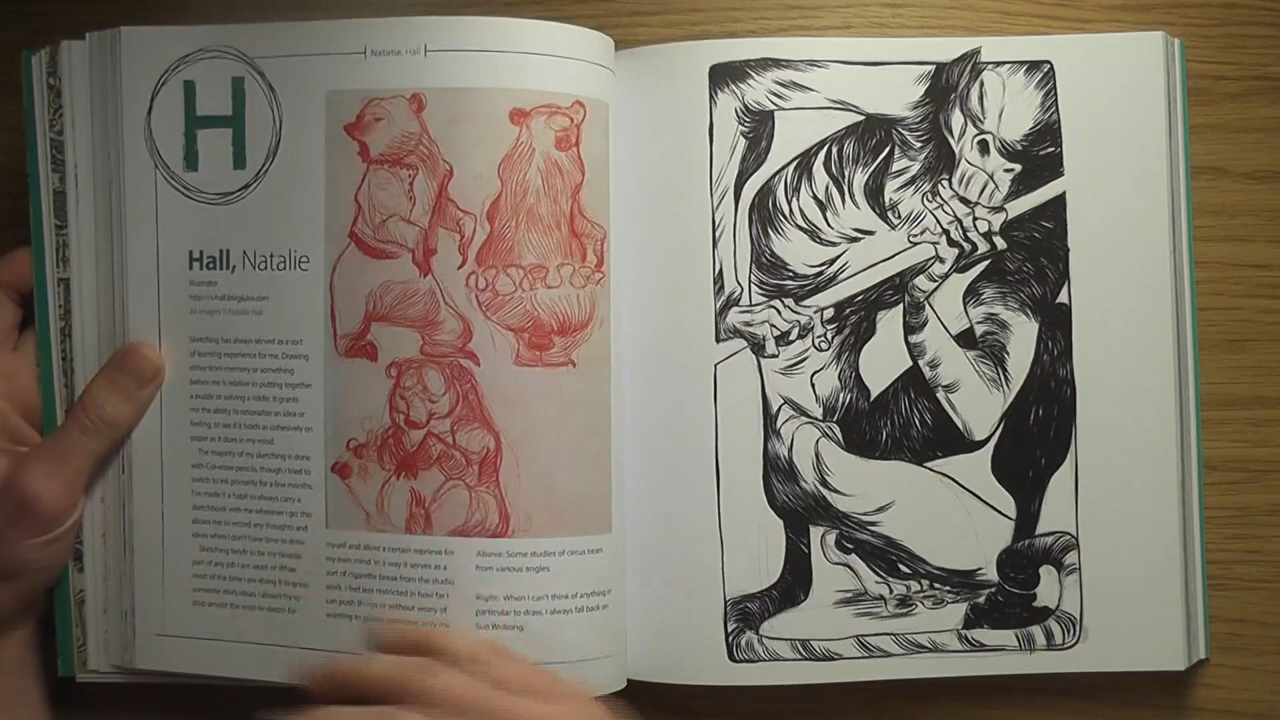 Natalie, Hall
H
Hall, Natalie
Illustrator
All images © Natalie Hall
Sketching has always served as a sort
of learning experience for me. Drawing
either from memory or something
before me is relative to putting together
a puzzle or solving a riddle. It grants
me the ability to rationalize an idea or
feeling, to see if it holds as cohesively on
paper as it does in my mind.
The majority of my sketching is done
with Col-erase pencils, though I tried to
switch to ink primarily for a few months.
I've made it a habit to always carry a
sketchbook with me wherever I go; this
allows me to record any thoughts and
ideas when I don't have time to draw.
Sketching tends to be my favorite
part of any job I am asked of. While
most of the time I am doing it to grasp
someone else's ideas, I always try to
myself and allow a certain reprieve for
my own mind. In a way it serves as a
sort of cigarette break from the studio
work. I feel less restricted in how far I
can push things or without worry of
wanting to please someone, only me.
Above: Some studies of circus bears
from various angles.
Right: When I can't think of anything in
particular to draw, I always fall back on
Sun Wukong.